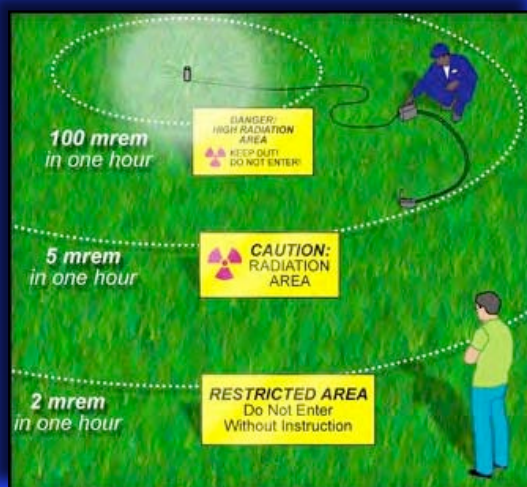 DANGER:
HIGH RADIATION
AREA
KEEP OUT!
DO NOT ENTER!
100 mrem
in one hour
CAUTION:
RADIATION
AREA
5 mrem
in one hour
RESTRICTED AREA
Do Not Enter
Without Instruction
2 mrem
in one hour